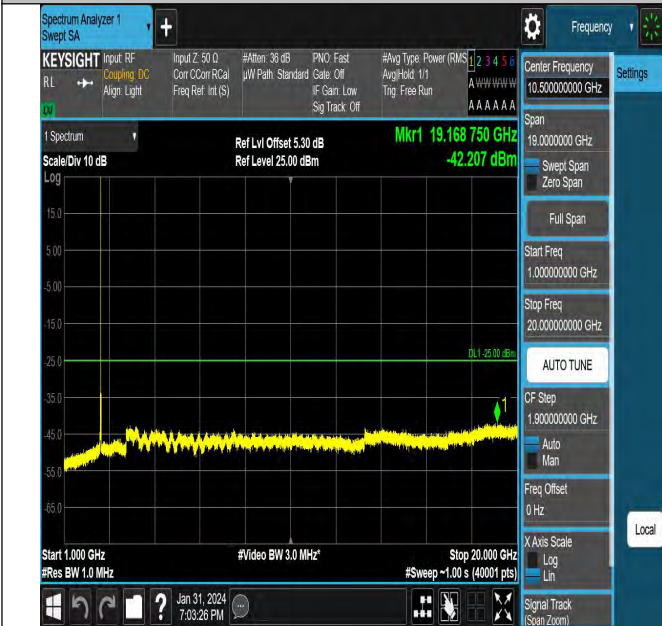 Spectrum Analyzer 1
Swept SA
+
Frequency
KEYSIGHT
RL
Input: RF
Coupling: DC
Align: Light
Input Z: 50 Ω
Corr CCorr RCal
Freq Ref: Int (S)
#Atten: 36 dB
µW Path: Standard
PNO: Fast
Gate: Off
IF Gain: Low
Sig Track: Off
#Avg Type: Power (RMS
Avg|Hold: 1/1
Trig: Free Run
1 2 3 4 5 6
A W W W W W
A A A A A A
1 Spectrum
Scale/Div 10 dB
Log
Ref Lvl Offset 5.30 dB
Ref Level 25.00 dBm
Mkr1 19.168 750 GHz
-42.207 dBm
15.0
5.00
-5.00
-15.0
-25.0
-35.0
-45.0
-55.0
-65.0
DL1 -25.00 dBm
1
Start 1.000 GHz
#Res BW 1.0 MHz
#Video BW 3.0 MHz*
Stop 20.000 GHz
#Sweep ~1.00 s (40001 pts)
Center Frequency
10.500000000 GHz
Settings
Span
19.0000000 GHz
Swept Span
Zero Span
Full Span
Start Freq
1.000000000 GHz
Stop Freq
20.000000000 GHz
AUTO TUNE
CF Step
1.900000000 GHz
Auto
Man
Freq Offset
0 Hz
X Axis Scale
Log
Lin
Local
Signal Track
(Span Zoom)
?
Jan 31, 2024
7:03:26 PM